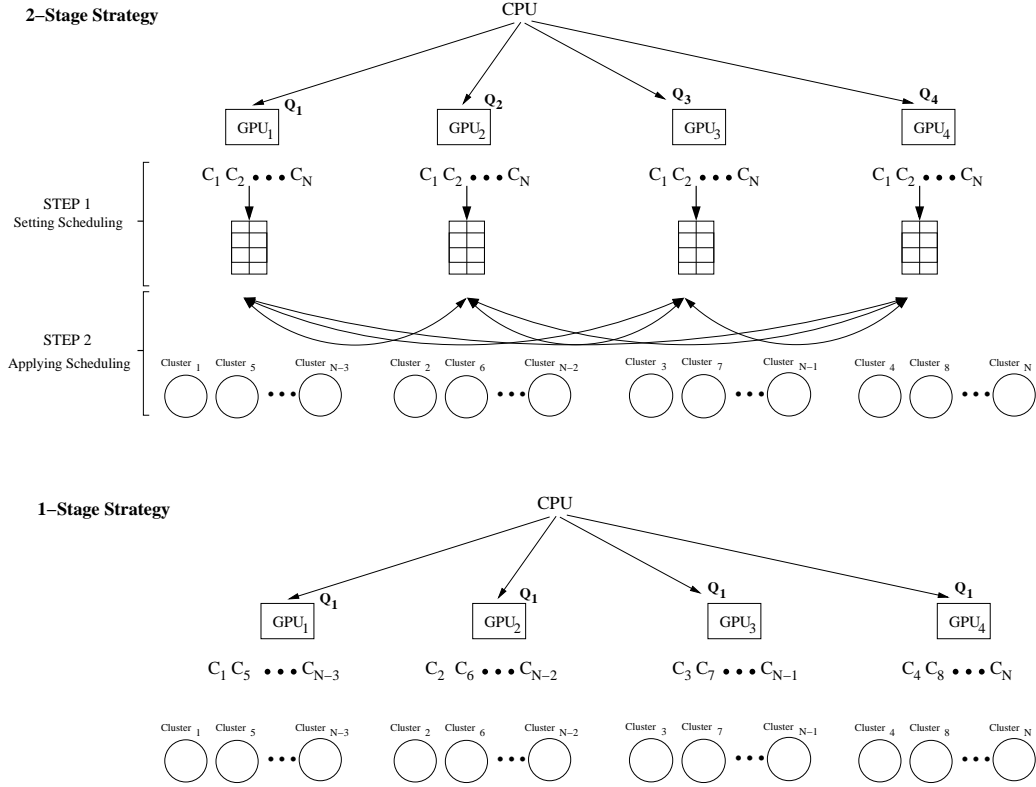 2–Stage Strategy
CPU
Q1 Q2 Q3 Q4
GPU1 GPU2 GPU3 GPU4
C1 C2 ••• CN C1 C2 ••• CN C1 C2 ••• CN C1 C2 ••• CN
STEP 1
Setting Scheduling
STEP 2
Applying Scheduling
Cluster 1 Cluster 5 ••• Cluster N–3 Cluster 2 Cluster 6 ••• Cluster N–2 Cluster 3 Cluster 7 ••• Cluster N–1 Cluster 4 Cluster 8 ••• Cluster N
1–Stage Strategy
CPU
Q1 Q1 Q1 Q1
GPU1 GPU2 GPU3 GPU4
C1 C5 ••• CN–3 C2 C6 ••• CN–2 C3 C7 ••• CN–1 C4 C8 ••• CN
Cluster 1 Cluster 5 ••• Cluster N–3 Cluster 2 Cluster 6 ••• Cluster N–2 Cluster 3 Cluster 7 ••• Cluster N–1 Cluster 4 Cluster 8 ••• Cluster N